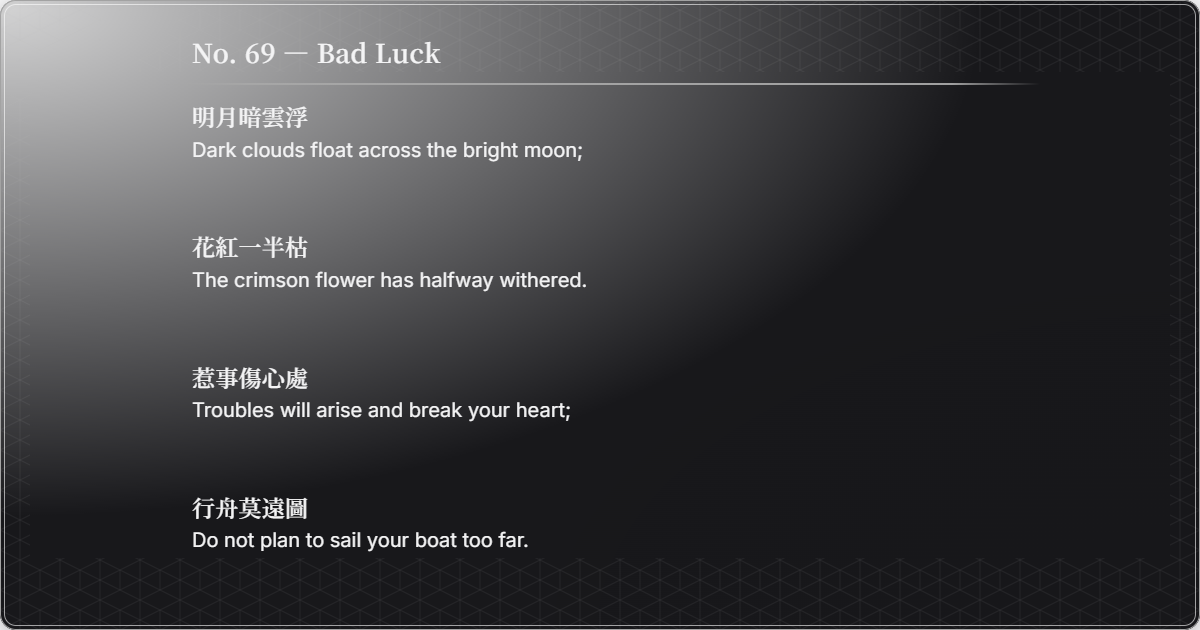 No. 69 — Bad Luck
明月暗雲浮
Dark clouds float across the bright moon;
花紅一半枯
The crimson flower has halfway withered.
惹事傷心處
Troubles will arise and break your heart;
行舟莫遠圖
Do not plan to sail your boat too far.